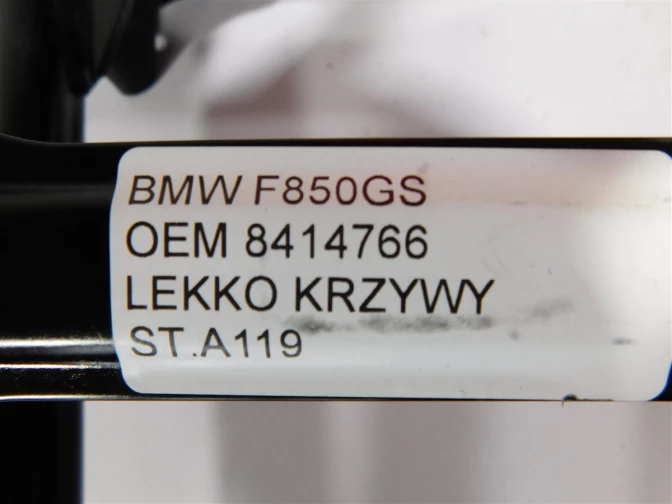 BMW F850GS
OEM 8414766
LEKKO KRZYWY
ST.A119